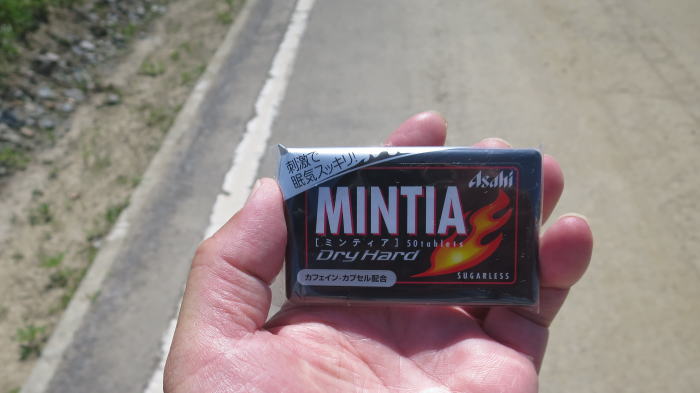 刺激で
眠気スッキリ!
Asahi
MINTIA
[ミンティア] 50tablets
Dry Hard
カフェイン・カプセル配合
SUGARLESS